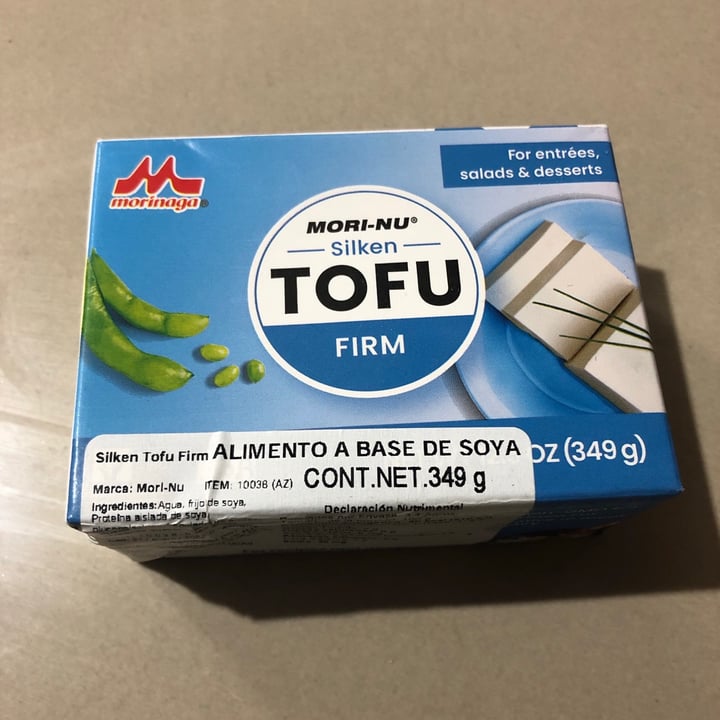 For entrées,
salads & desserts
morinaga®
MORI-NU®
Silken
TOFU
FIRM
OZ (349 g)
Silken Tofu Firm ALIMENTO A BASE DE SOYA
Marca: Mori-Nu ITEM: 10038 (AZ) CONT.NET.349 g
Ingredientes: Agua, frijo de soya,
Proteína aislada de soya,
Declaración Nutrimental